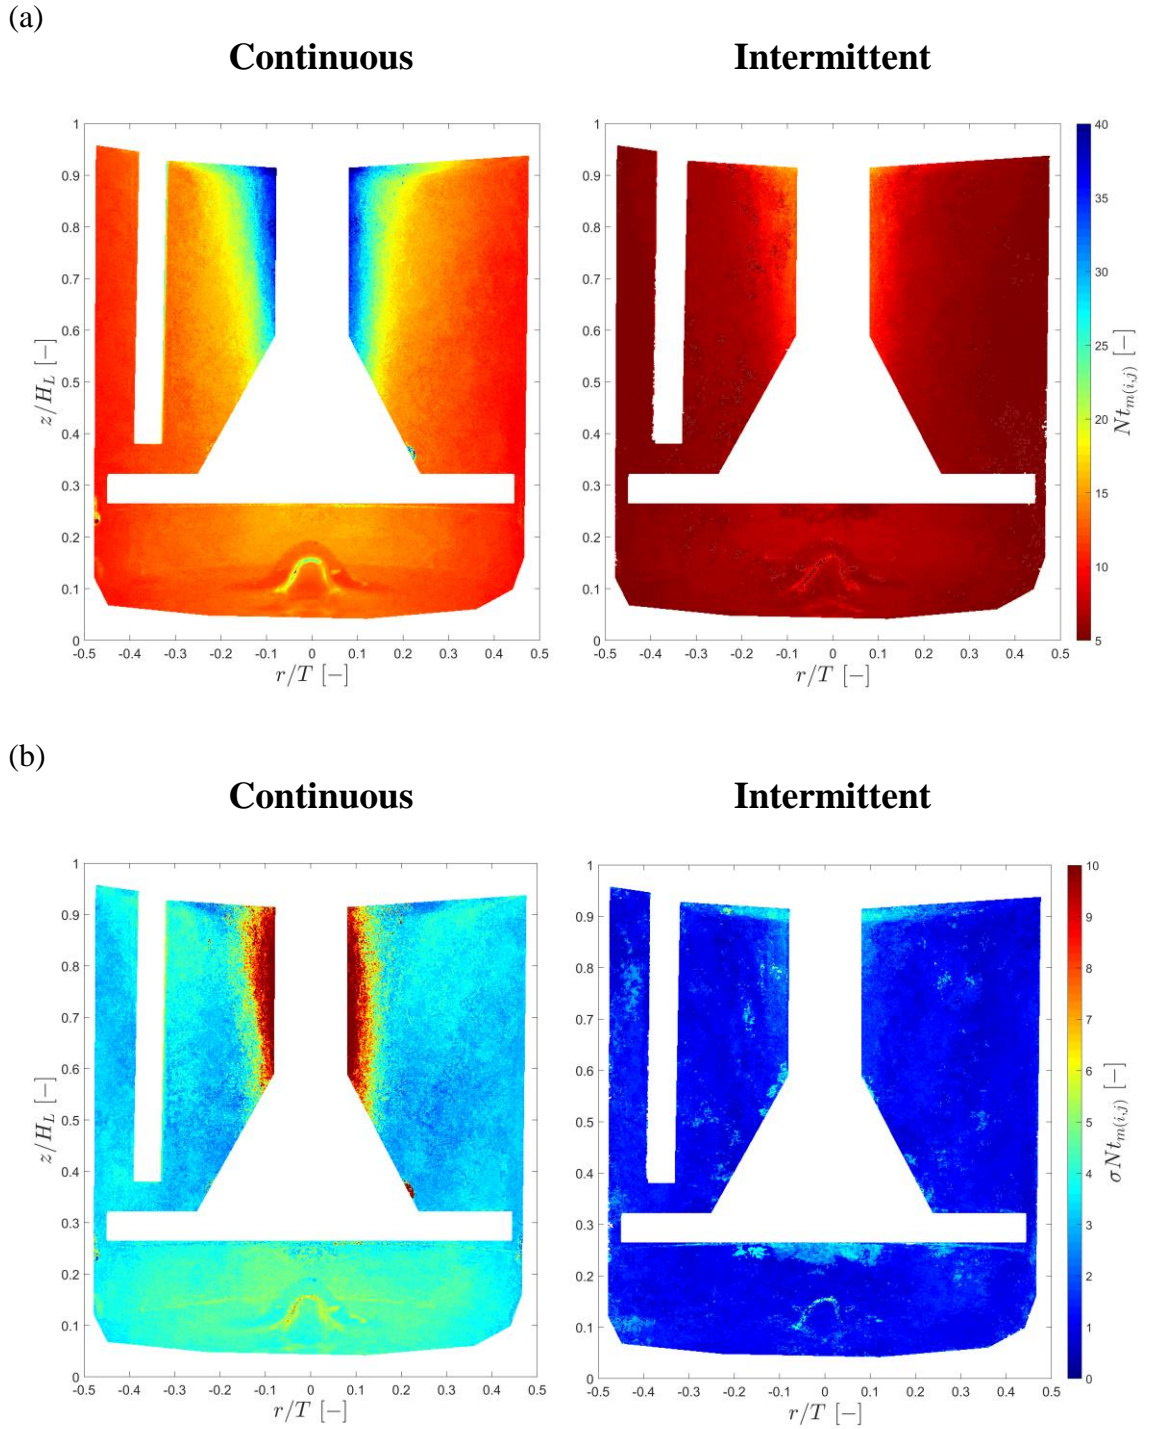 (a)
Continuous Intermittent
1 1 40
0.9 0.9
0.8 0.8 35
0.7 0.7 30
0.6 0.6
z/H_L [−] 0.5 0.5 25 Nt_{m(i,j)} [−]
0.4 0.4 20
0.3 0.3 15
0.2 0.2
0.1 0.1 10
0 0 5
-0.5 -0.4 -0.3 -0.2 -0.1 0 0.1 0.2 0.3 0.4 0.5 -0.5 -0.4 -0.3 -0.2 -0.1 0 0.1 0.2 0.3 0.4 0.5
r/T [−] r/T [−]
(b)
Continuous Intermittent
1 1 10
0.9 0.9 9
0.8 0.8 8
0.7 0.7 7
0.6 0.6 6
z/H_L [−] 0.5 0.5 5 σNt_{m(i,j)} [−]
0.4 0.4 4
0.3 0.3 3
0.2 0.2 2
0.1 0.1 1
0 0 0
-0.5 -0.4 -0.3 -0.2 -0.1 0 0.1 0.2 0.3 0.4 0.5 -0.5 -0.4 -0.3 -0.2 -0.1 0 0.1 0.2 0.3 0.4 0.5
r/T [−] r/T [−]